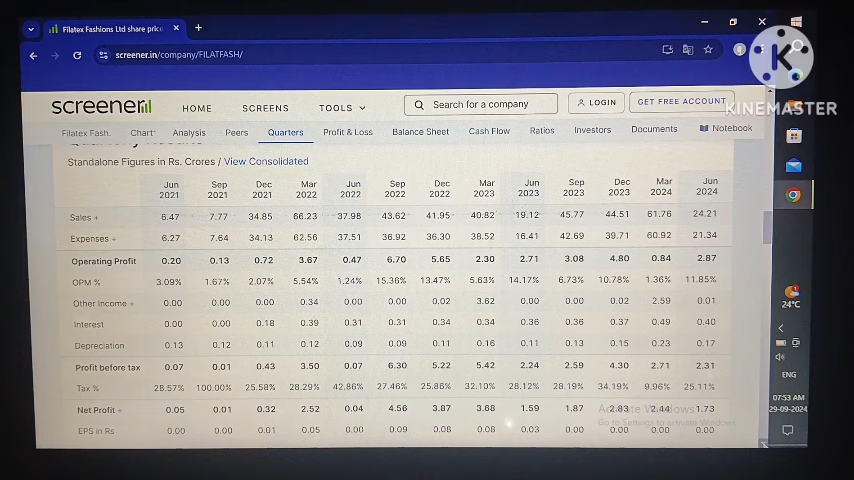 Filatex Fashions Ltd share price
screener.in/company/FILATFASH/
KINEMASTER
screener
HOME
SCREENS
TOOLS
Search for a company
LOGIN
GET FREE ACCOUNT
Filatex Fash.
Chart
Analysis
Peers
Quarters
Profit & Loss
Balance Sheet
Cash Flow
Ratios
Investors
Documents
Notebook
Standalone Figures in Rs. Crores / View Consolidated
Jun 2021 Sep 2021 Dec 2021 Mar 2022 Jun 2022 Sep 2022 Dec 2022 Mar 2023 Jun 2023 Sep 2023 Dec 2023 Mar 2024 Jun 2024
Sales + 6.47 7.77 34.85 66.23 37.98 43.62 41.95 40.82 19.12 45.77 44.51 61.76 24.21
Expenses + 6.27 7.64 34.13 62.56 37.51 36.92 36.30 38.52 16.41 42.69 39.71 60.92 21.34
Operating Profit 0.20 0.13 0.72 3.67 0.47 6.70 5.65 2.30 2.71 3.08 4.80 0.84 2.87
OPM % 3.09% 1.67% 2.07% 5.54% 1.24% 15.36% 13.47% 5.63% 14.17% 6.73% 10.78% 1.36% 11.85%
Other Income + 0.00 0.00 0.00 0.34 0.00 0.00 0.02 3.62 0.00 0.00 0.02 2.59 0.01
Interest 0.00 0.00 0.18 0.39 0.31 0.31 0.34 0.34 0.36 0.36 0.37 0.49 0.40
Depreciation 0.13 0.12 0.11 0.12 0.09 0.09 0.11 0.16 0.11 0.13 0.15 0.23 0.17
Profit before tax 0.07 0.01 0.43 3.50 0.07 6.30 5.22 5.42 2.24 2.59 4.30 2.71 2.31
Tax % 28.57% 100.00% 25.58% 28.29% 42.86% 27.46% 25.86% 32.10% 28.12% 28.19% 34.19% 9.96% 25.11%
Net Profit + 0.05 0.01 0.32 2.52 0.04 4.56 3.87 3.68 1.59 1.87 2.83 2.44 1.73
EPS in Rs 0.00 0.00 0.01 0.05 0.00 0.09 0.08 0.08 0.03 0.00 0.00 0.00 0.00
Activate Windows
Go to Settings to activate Windows.
24°C
ENG
07:53 AM
29-09-2024